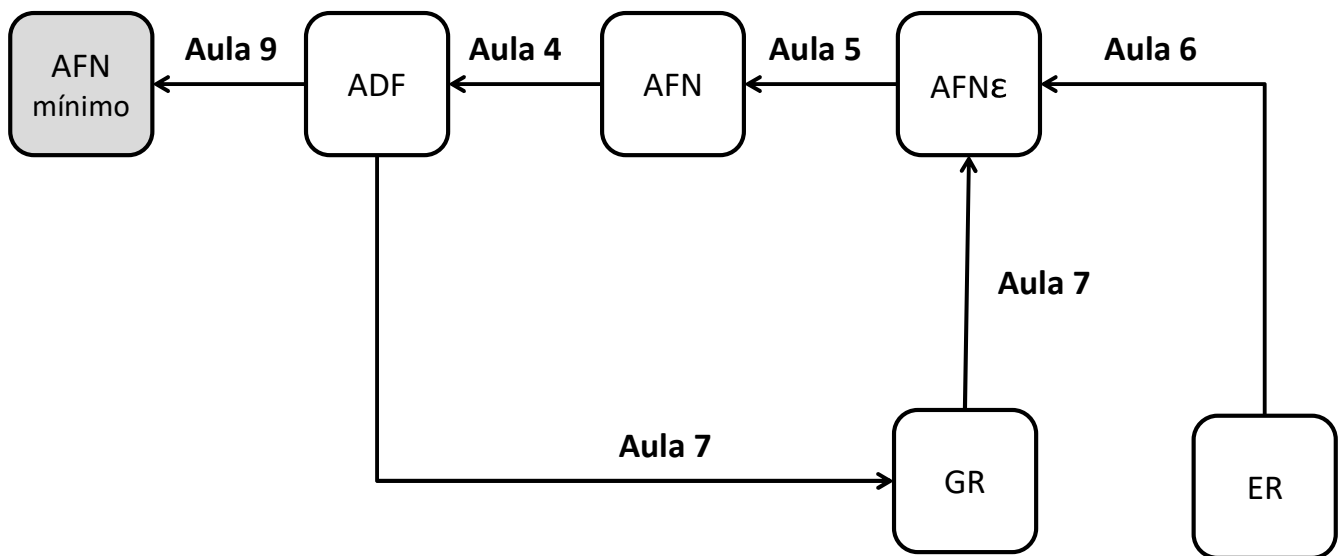 AFN
mínimo
Aula 9
ADF
Aula 4
AFN
Aula 5
AFNε
Aula 6
Aula 7
Aula 7
GR
ER